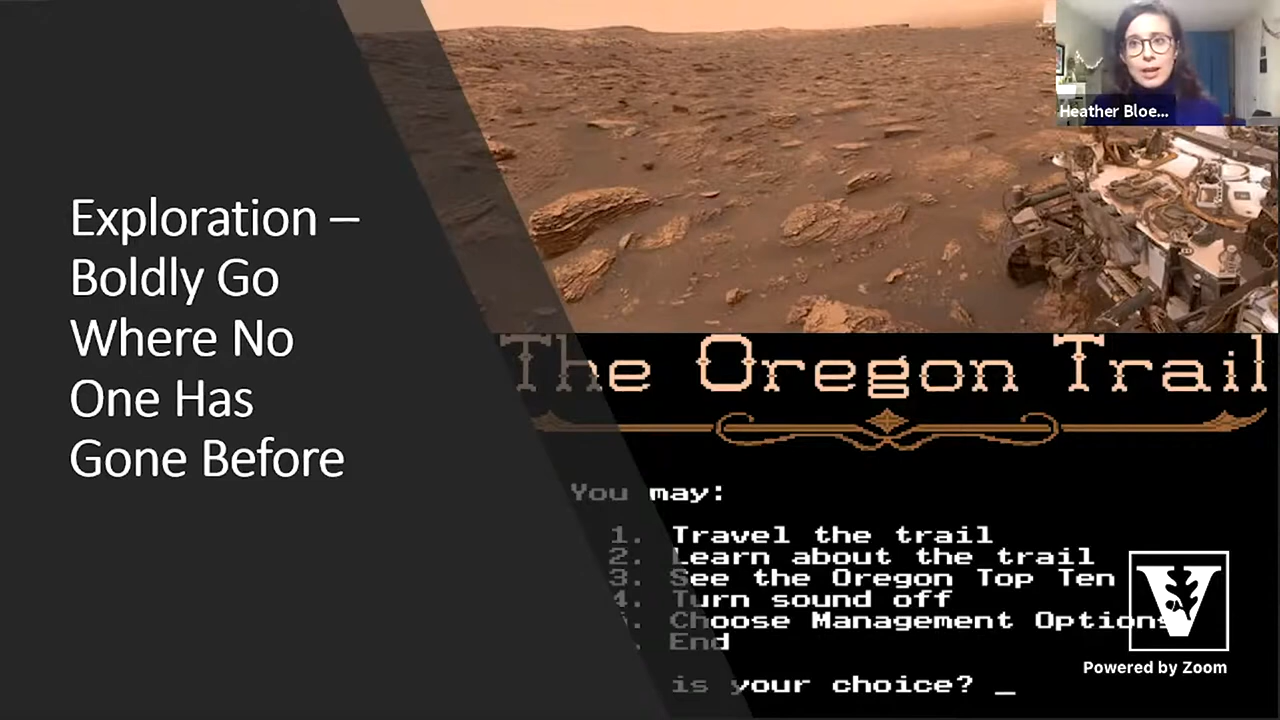 Exploration –
Boldly Go
Where No
One Has
Gone Before
Heather Bloe...
The Oregon Trail
You may:
1. Travel the trail
2. Learn about the trail
3. See the Oregon Top Ten
4. Turn sound off
. Choose Management Options
. End
is your choice? _
V
Powered by Zoom